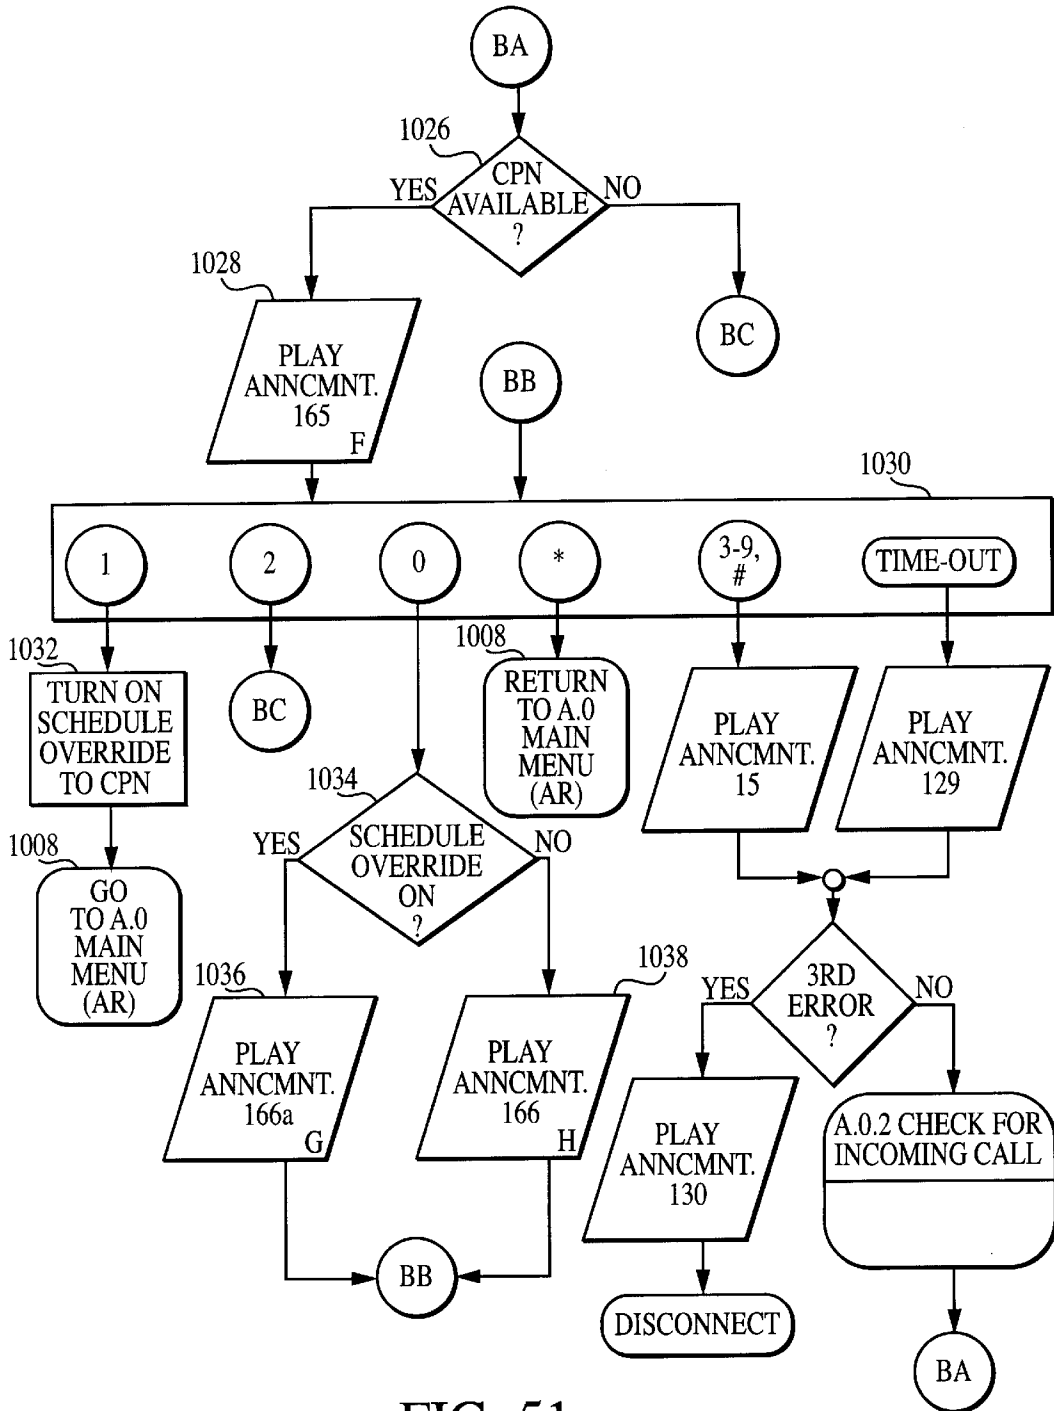 BA
1026
CPN
AVAILABLE
?
YES
NO
1028
PLAY
ANNCMNT.
165
F
BC
BB
1030
1
2
0
*
3-9,
#
TIME-OUT
1032
TURN ON
SCHEDULE
OVERRIDE
TO CPN
BC
1008
RETURN
TO A.0
MAIN
MENU
(AR)
PLAY
ANNCMNT.
15
PLAY
ANNCMNT.
129
1034
SCHEDULE
OVERRIDE
ON
?
YES
NO
1008
GO
TO A.0
MAIN
MENU
(AR)
1036
PLAY
ANNCMNT.
166a
G
1038
PLAY
ANNCMNT.
166
H
3RD
ERROR
?
YES
NO
PLAY
ANNCMNT.
130
A.0.2 CHECK FOR
INCOMING CALL
BB
DISCONNECT
BA
FIG. 51